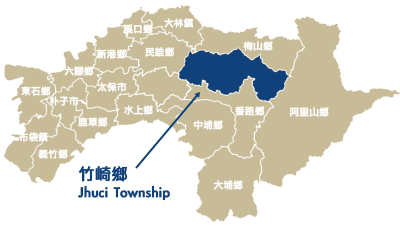 大林鎮
溪口鄉
梅山鄉
新港鄉
民雄鄉
六腳鄉
太保市
東石鄉
朴子市
水上鄉
番路鄉
阿里山鄉
鹿草鄉
中埔鄉
布袋鎮
義竹鄉
竹崎鄉
Jhuci Township
大埔鄉